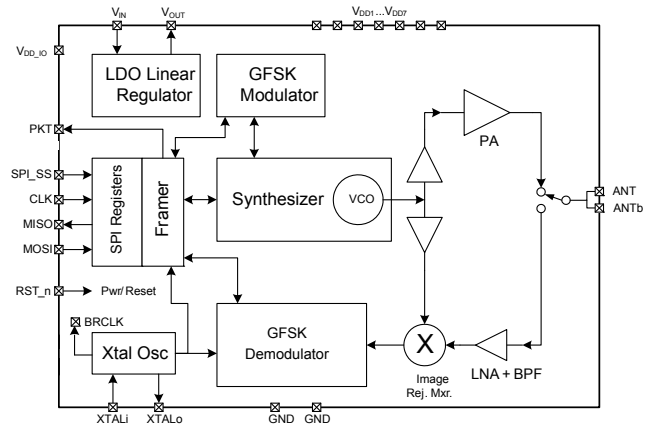 VIN
VOUT
VDD1...VDD7
VDD_IO
LDO Linear
Regulator
GFSK
Modulator
PKT
PA
SPI_SS
CLK
MISO
MOSI
SPI Registers
Framer
Synthesizer
VCO
ANT
ANTb
RST_n
Pwr/Reset
BRCLK
Xtal Osc
GFSK
Demodulator
X
Image
Rej. Mxr.
LNA + BPF
XTALi
XTALo
GND
GND